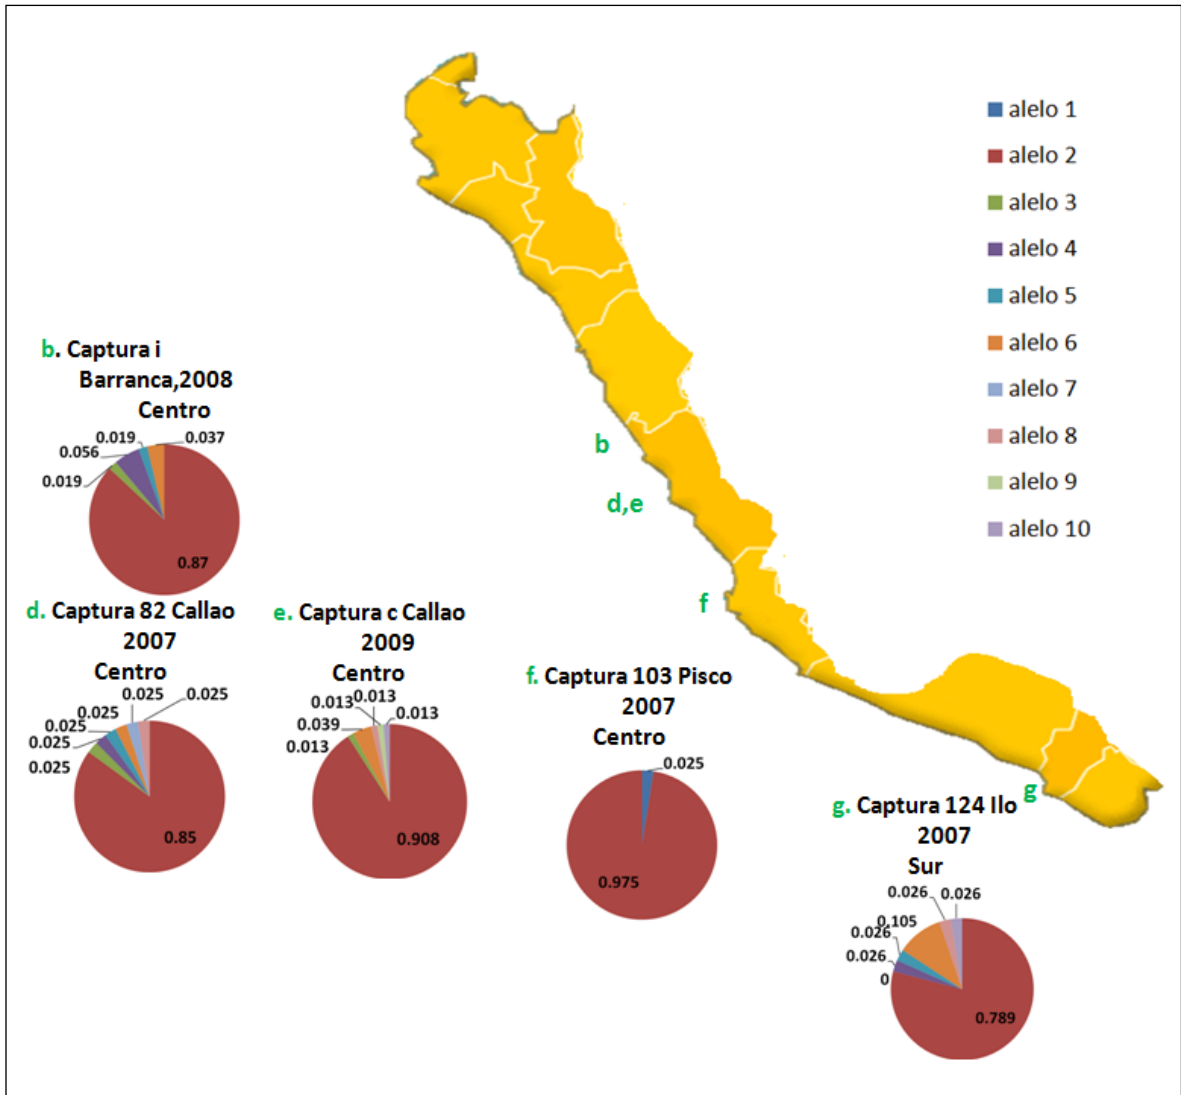 alelo 1
alelo 2
alelo 3
alelo 4
alelo 5
alelo 6
alelo 7
alelo 8
alelo 9
alelo 10
b
d,e
f
g
b. Captura i
Barranca,2008
Centro
0.019
0.037
0.056
0.019
0.87
d. Captura 82 Callao
2007
Centro
0.025
0.025
0.025
0.025
0.025
0.025
0.85
e. Captura c Callao
2009
Centro
0.013
0.013
0.013
0.039
0.013
0.908
f. Captura 103 Pisco
2007
Centro
0.025
0.975
g. Captura 124 Ilo
2007
Sur
0.026
0.026
0.105
0.026
0.026
0
0.789